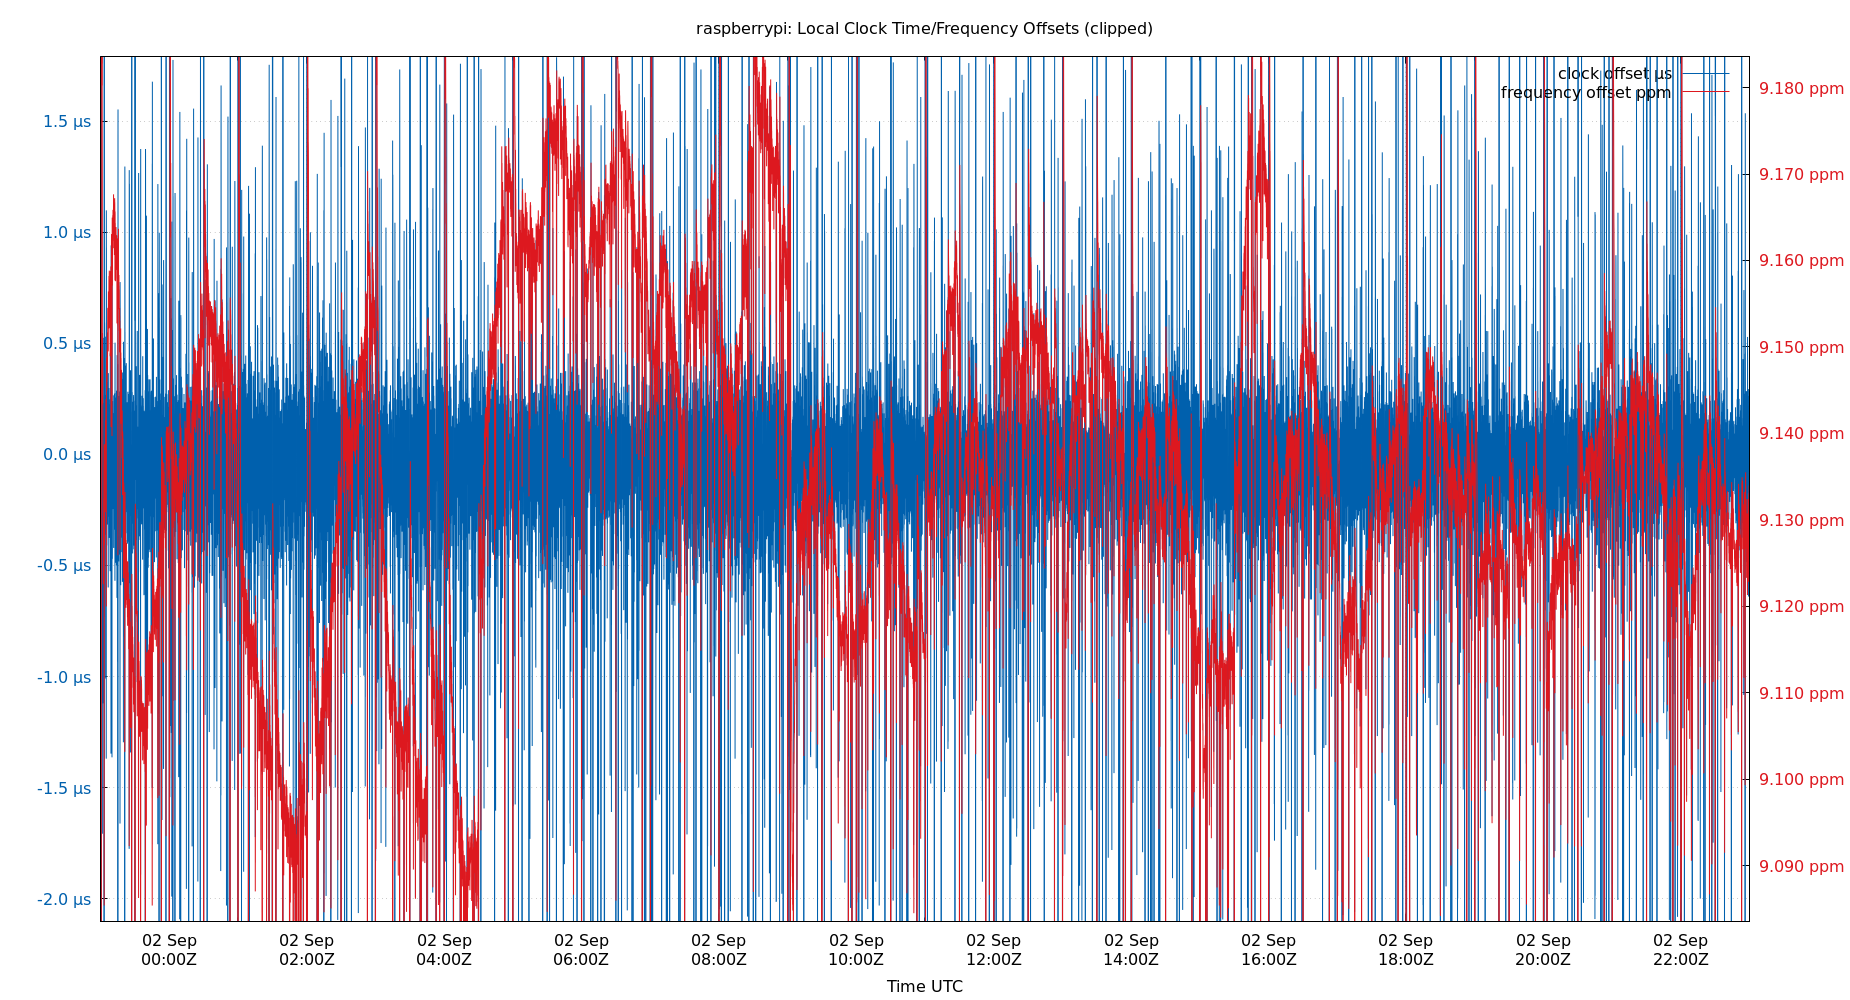 raspberrypi: Local Clock Time/Frequency Offsets (clipped)
clock offset µs
frequency offset ppm
1.5 µs
1.0 µs
0.5 µs
0.0 µs
-0.5 µs
-1.0 µs
-1.5 µs
-2.0 µs
9.180 ppm
9.170 ppm
9.160 ppm
9.150 ppm
9.140 ppm
9.130 ppm
9.120 ppm
9.110 ppm
9.100 ppm
9.090 ppm
02 Sep 02 Sep 02 Sep 02 Sep 02 Sep 02 Sep 02 Sep 02 Sep 02 Sep 02 Sep 02 Sep 02 Sep
00:00Z 02:00Z 04:00Z 06:00Z 08:00Z 10:00Z 12:00Z 14:00Z 16:00Z 18:00Z 20:00Z 22:00Z
Time UTC